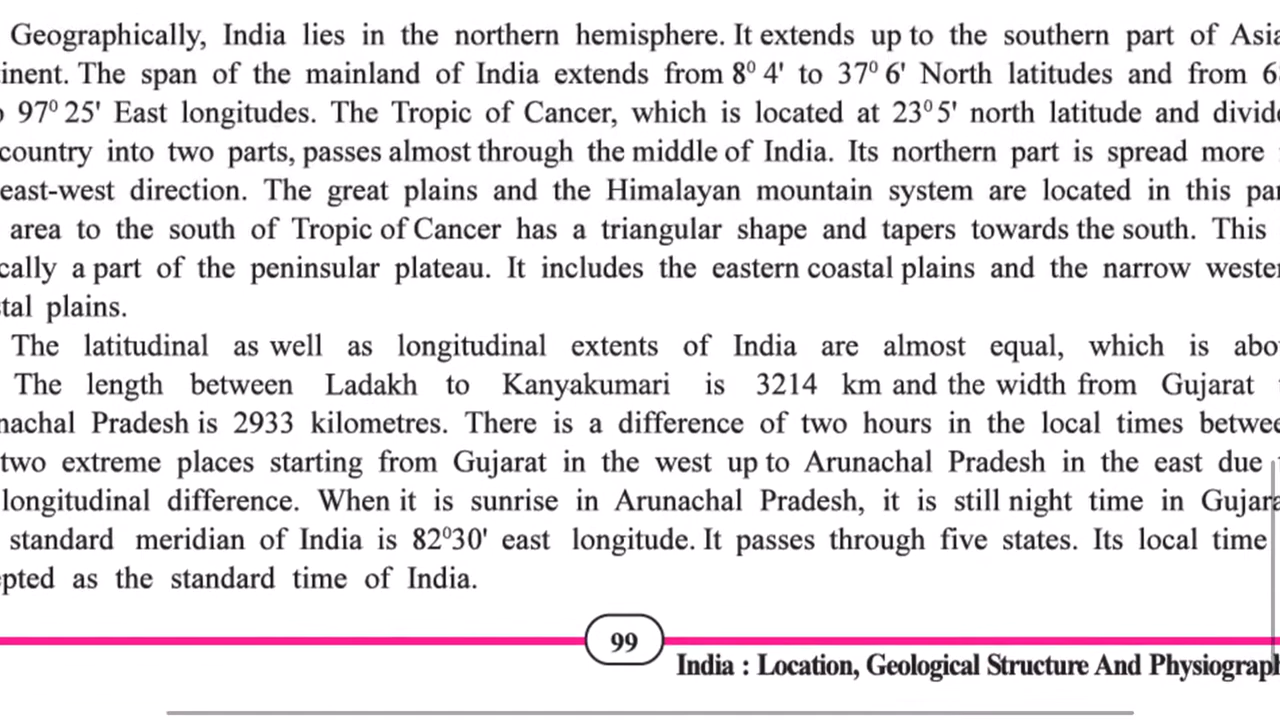 Geographically, India lies in the northern hemisphere. It extends up to the southern part of Asia
inent. The span of the mainland of India extends from 8⁰ 4' to 37⁰ 6' North latitudes and from 6
97⁰ 25' East longitudes. The Tropic of Cancer, which is located at 23⁰ 5' north latitude and divide
country into two parts, passes almost through the middle of India. Its northern part is spread more
east-west direction. The great plains and the Himalayan mountain system are located in this par
area to the south of Tropic of Cancer has a triangular shape and tapers towards the south. This
cally a part of the peninsular plateau. It includes the eastern coastal plains and the narrow wester
tal plains.
The latitudinal as well as longitudinal extents of India are almost equal, which is abo
The length between Ladakh to Kanyakumari is 3214 km and the width from Gujarat
nachal Pradesh is 2933 kilometres. There is a difference of two hours in the local times betwee
two extreme places starting from Gujarat in the west up to Arunachal Pradesh in the east due
longitudinal difference. When it is sunrise in Arunachal Pradesh, it is still night time in Gujara
standard meridian of India is 82⁰30' east longitude. It passes through five states. Its local time
pted as the standard time of India.
99
India : Location, Geological Structure And Physiograph